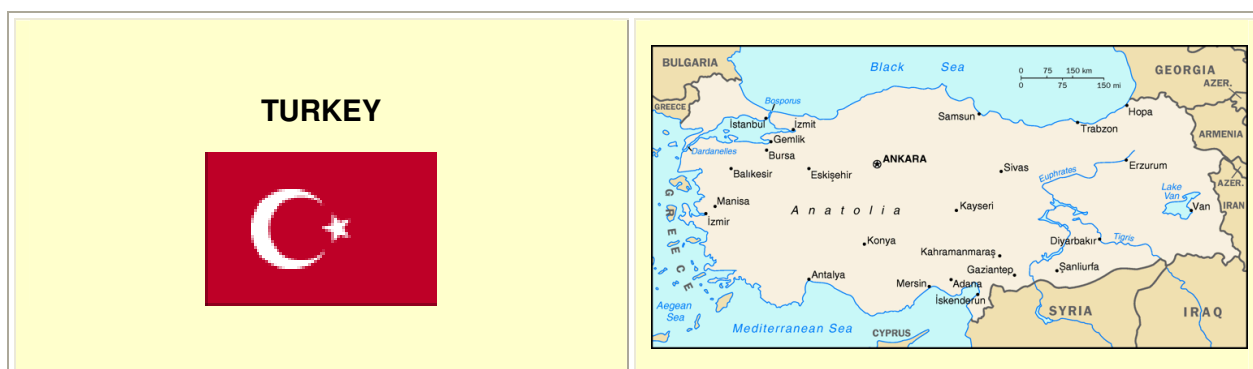 TURKEY
BULGARIA
Black Sea
0 75 150 km
0 75 150 mi
GEORGIA
AZER.
GREECE
Bosporus
İstanbul
İzmit
Samsun
Hopa
Trabzon
Gemlik
ARMENIA
Dardanelles
Bursa
ANKARA
Balıkesir
Eskişehir
Sivas
Euphrates
Erzurum
AZER.
Lake
Van
IRAN
GREECE
Manisa
İzmir
Anatolia
Kayseri
Van
Konya
Diyarbakır
Tigris
Kahramanmaraş
Antalya
Gaziantep
Şanliurfa
Mersin
Adana
İskenderun
Aegean
Sea
SYRIA
IRAQ
Mediterranean Sea
CYPRUS